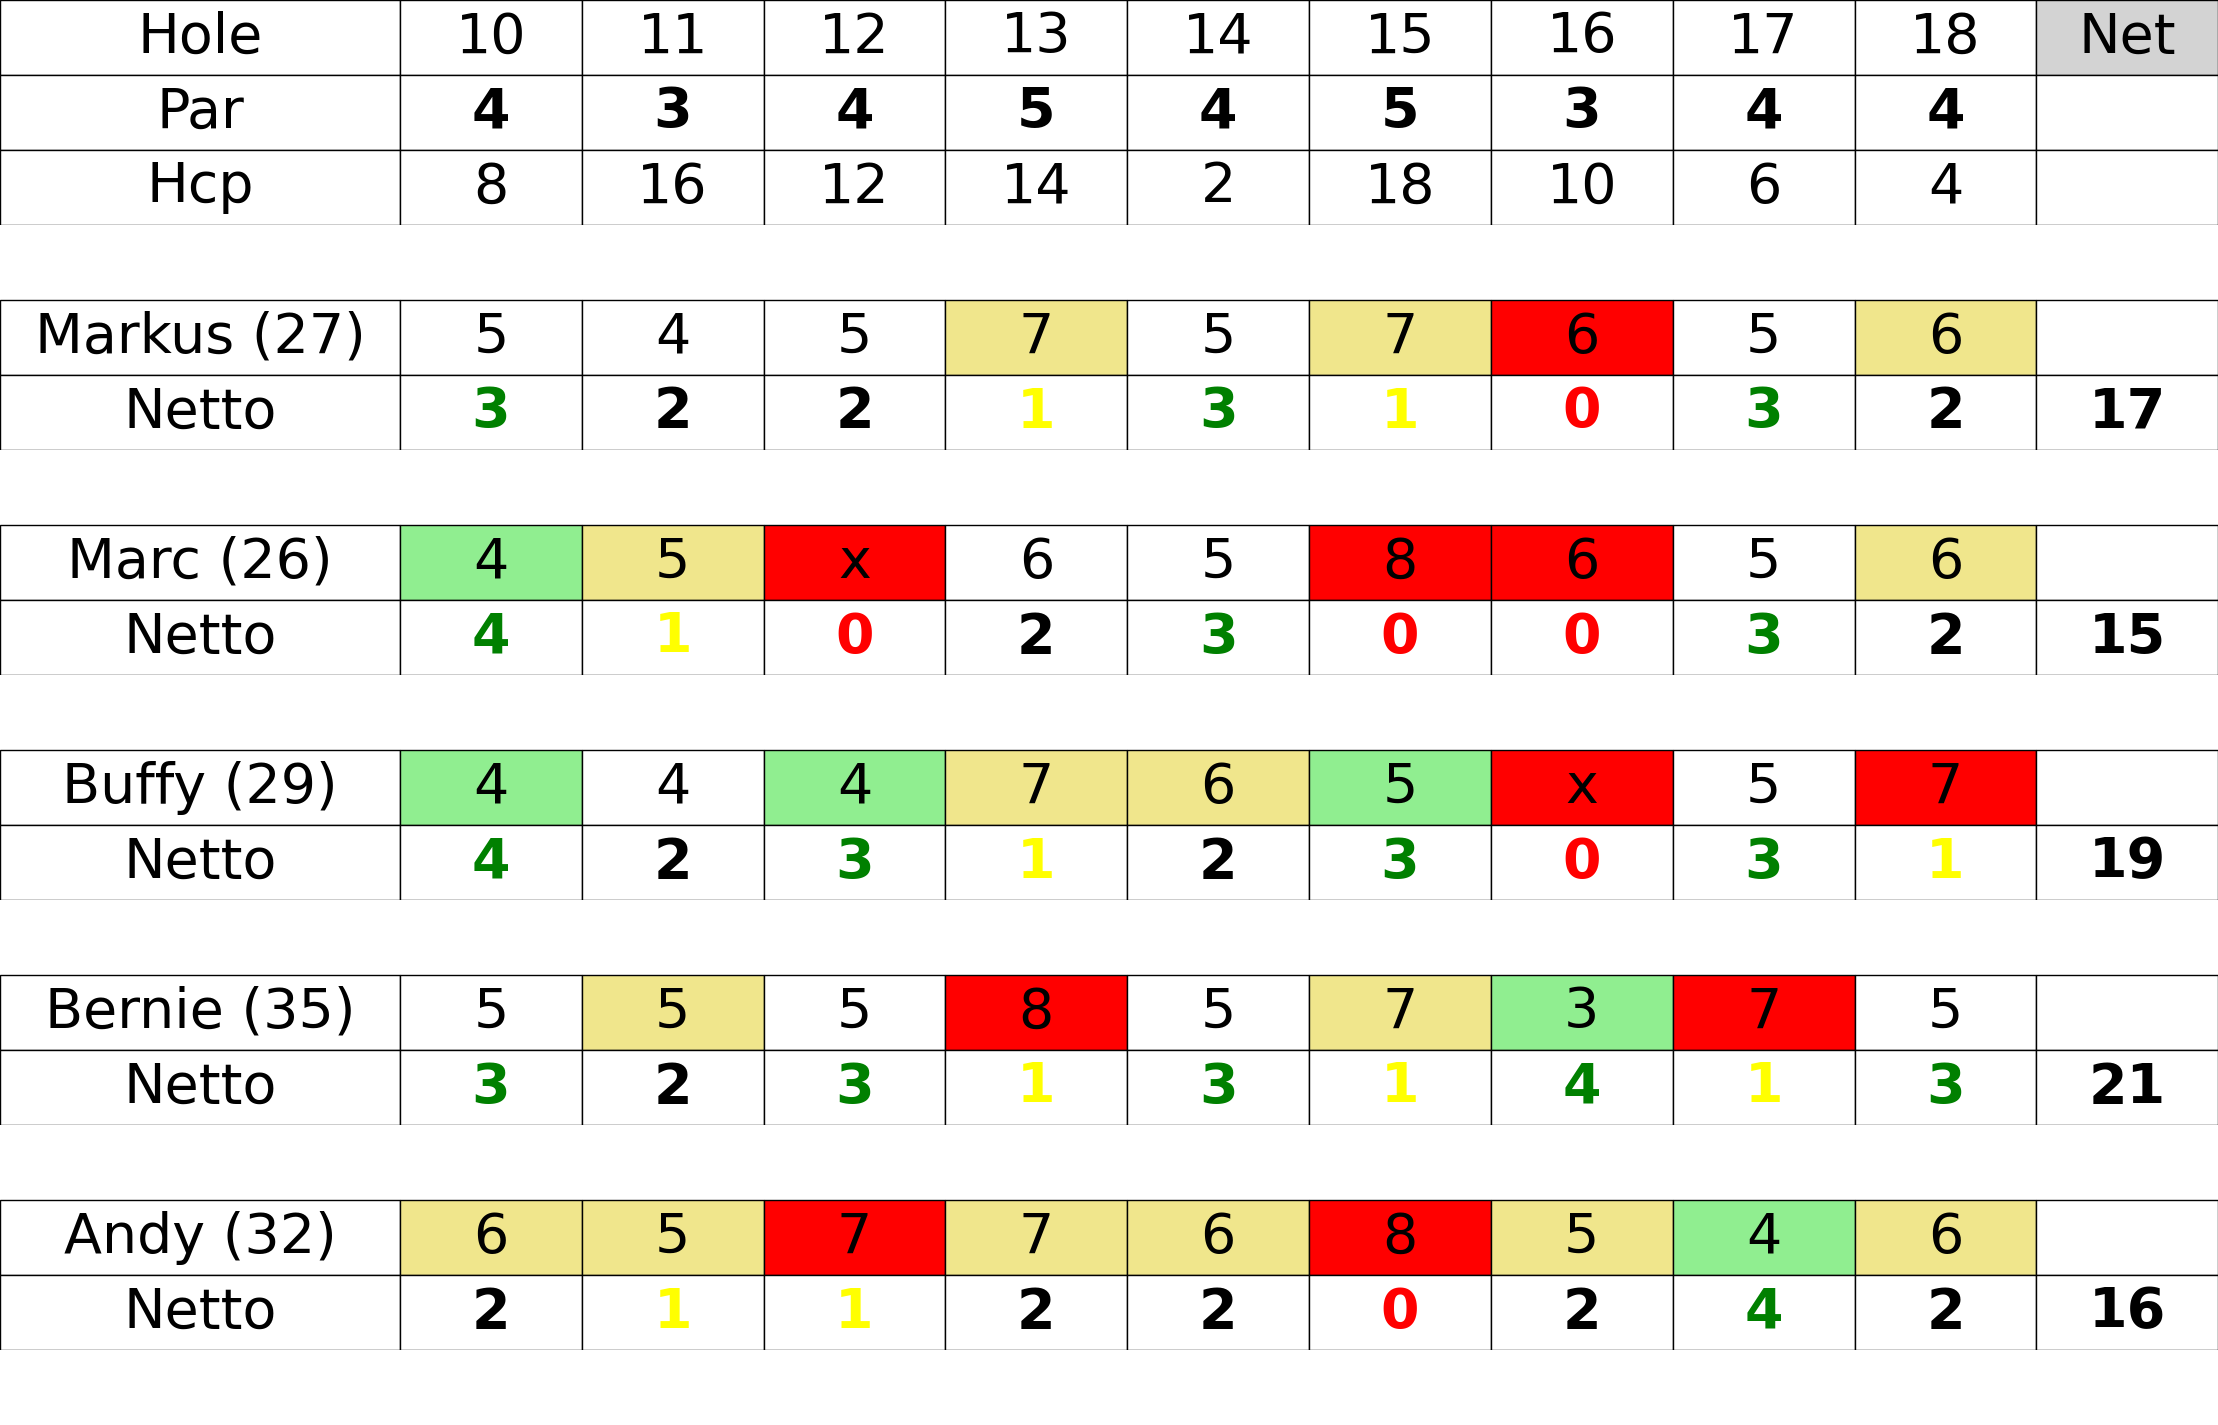 Hole 10 11 12 13 14 15 16 17 18 Net
Par 4 3 4 5 4 5 3 4 4
Hcp 8 16 12 14 2 18 10 6 4
Markus (27) 5 4 5 7 5 7 6 5 6
Netto 3 2 2 1 3 1 0 3 2 17
Marc (26) 4 5 x 6 5 8 6 5 6
Netto 4 1 0 2 3 0 0 3 2 15
Buffy (29) 4 4 4 7 6 5 x 5 7
Netto 4 2 3 1 2 3 0 3 1 19
Bernie (35) 5 5 5 8 5 7 3 7 5
Netto 3 2 3 1 3 1 4 1 3 21
Andy (32) 6 5 7 7 6 8 5 4 6
Netto 2 1 1 2 2 0 2 4 2 16